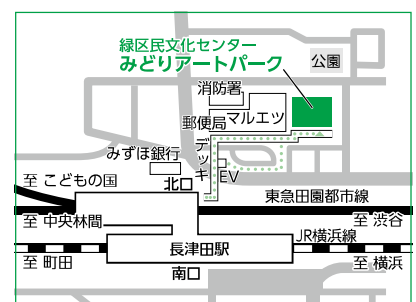 緑区民文化センター
みどりアートパーク
公園
消防署
郵便局
マルエツ
デッキ
みずほ銀行
EV
至 こどもの国
北口
東急田園都市線
至 中央林間
至 渋谷
JR横浜線
長津田駅
至 町田
至 横浜
南口